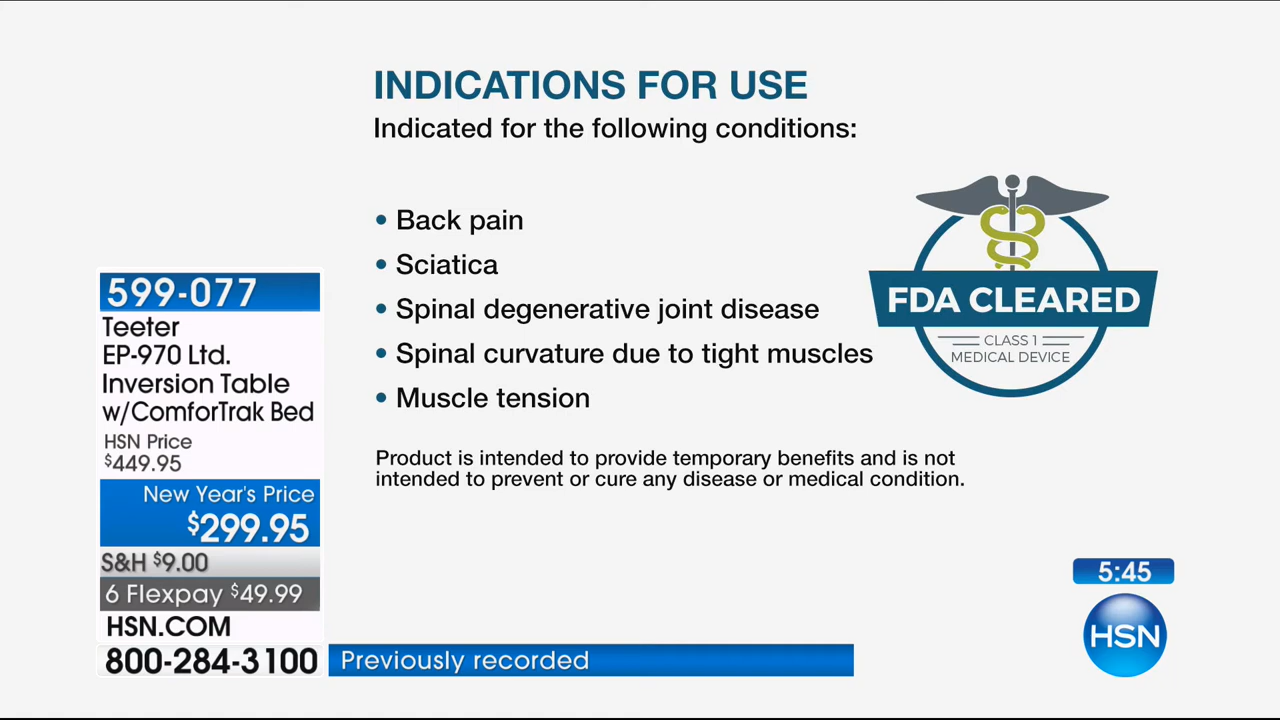 INDICATIONS FOR USE
Indicated for the following conditions:
• Back pain
• Sciatica
• Spinal degenerative joint disease
• Spinal curvature due to tight muscles
• Muscle tension
Product is intended to provide temporary benefits and is not
intended to prevent or cure any disease or medical condition.
FDA CLEARED
CLASS 1
MEDICAL DEVICE
599-077
Teeter
EP-970 Ltd.
Inversion Table
w/ComforTrak Bed
HSN Price
$449.95
New Year's Price
$299.95
S&H $9.00
6 Flexpay $49.99
HSN.COM
800-284-3100
Previously recorded
5:45
HSN